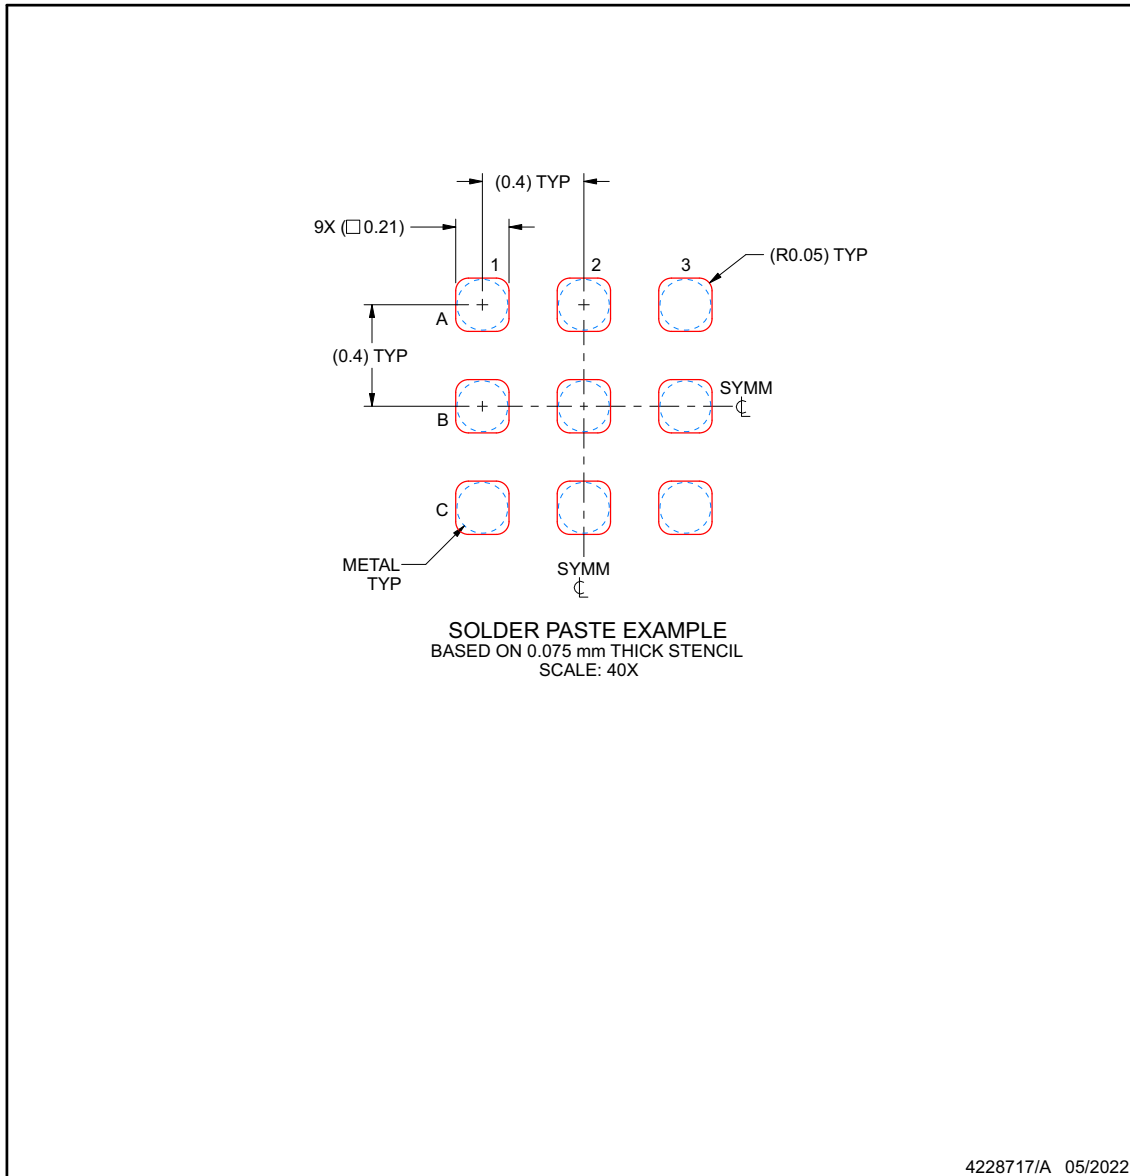 (0.4) TYP
9X (□ 0.21)
(R0.05) TYP
1
2
3
A
(0.4) TYP
SYMM
℄
B
C
METAL
TYP
SYMM
℄
SOLDER PASTE EXAMPLE
BASED ON 0.075 mm THICK STENCIL
SCALE: 40X
4228717/A 05/2022